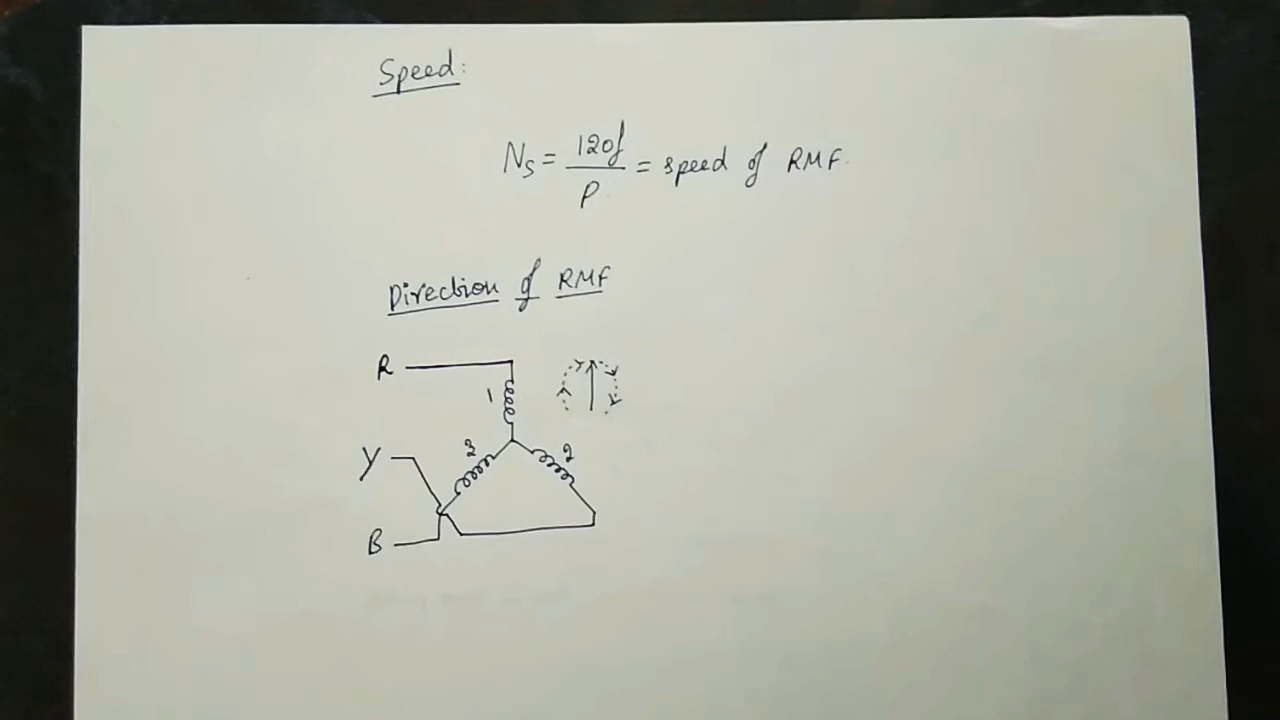 Speed:
Ns = 120f / P = speed of RMF.
Direction of RMF
R
1
Y
3
2
B